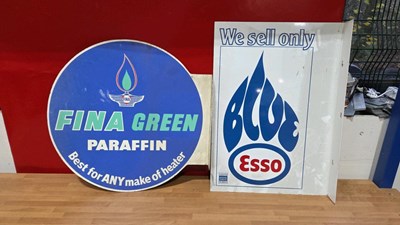 FINA GREEN
PARAFFIN
Best for ANY make of heater
We sell only
BLUE
Esso